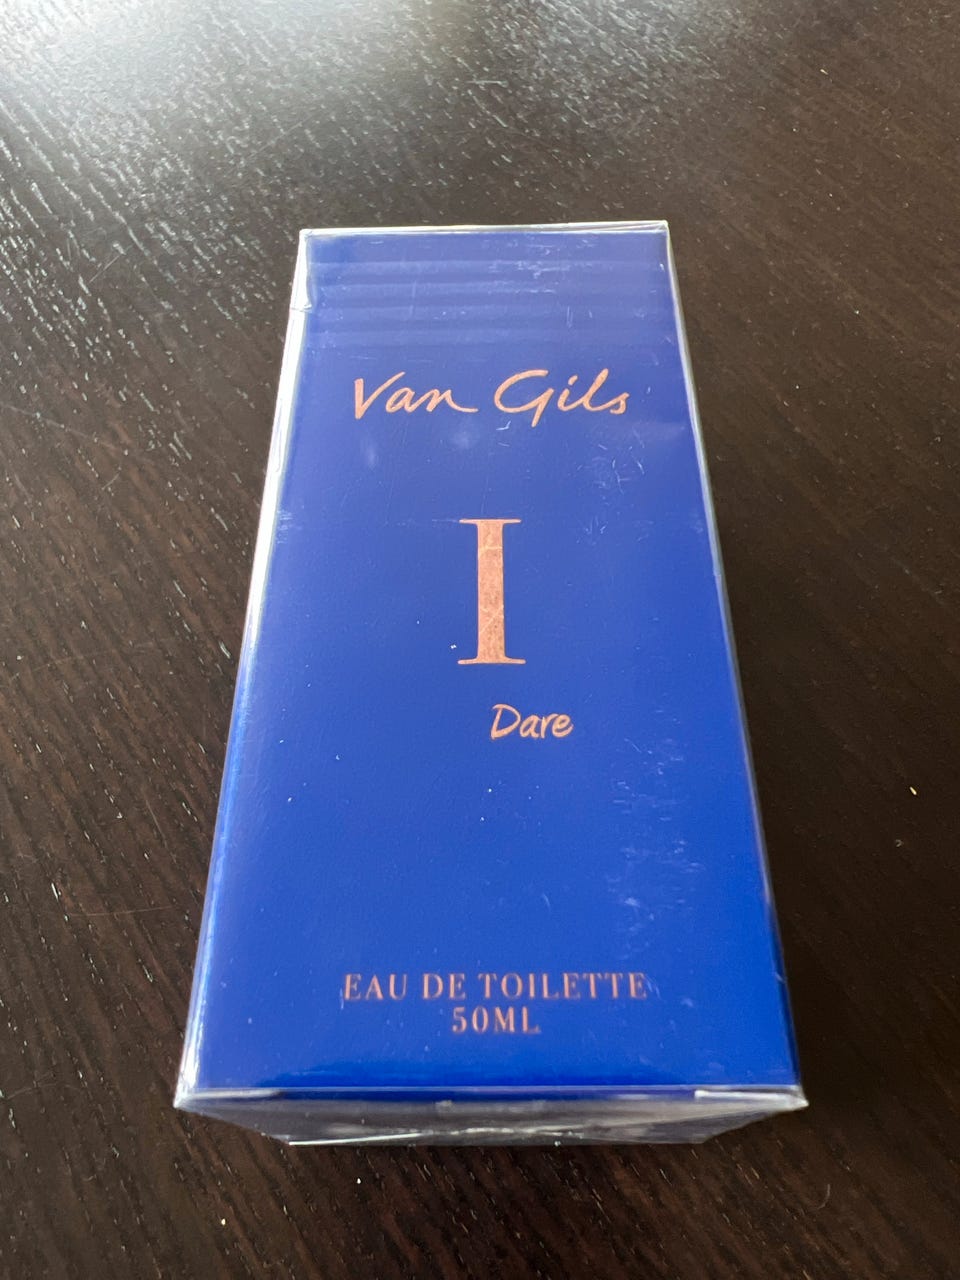 Van Gils
I
Dare
EAU DE TOILETTE
50ML